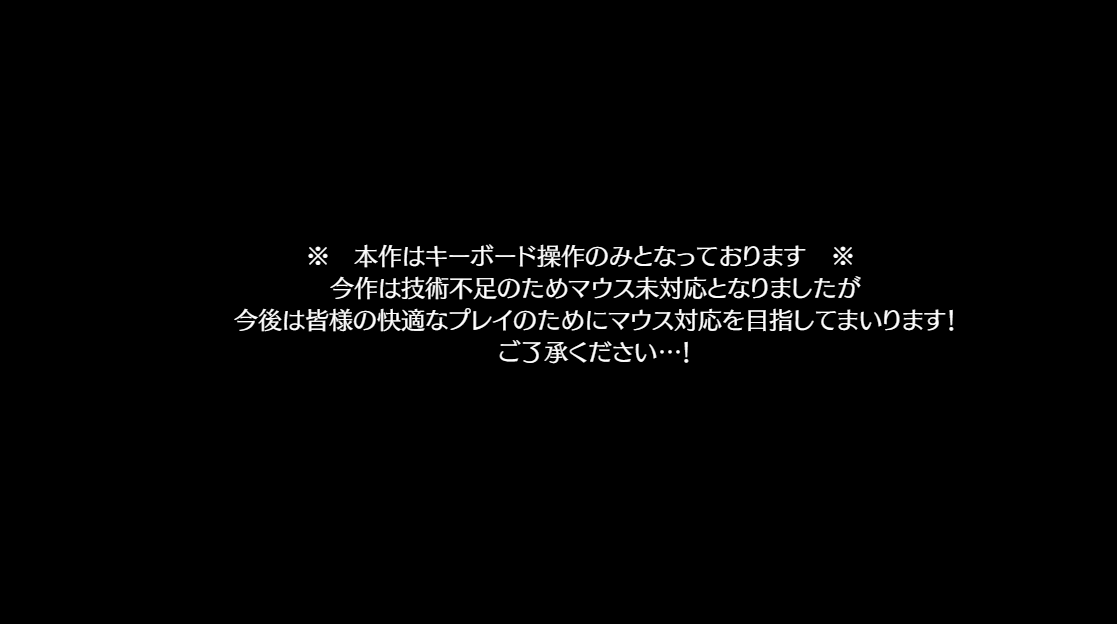 ※　本作はキーボード操作のみとなっております　※
今作は技術不足のためマウス未対応となりましたが
今後は皆様の快適なプレイのためにマウス対応を目指してまいります!
ご了承ください…!